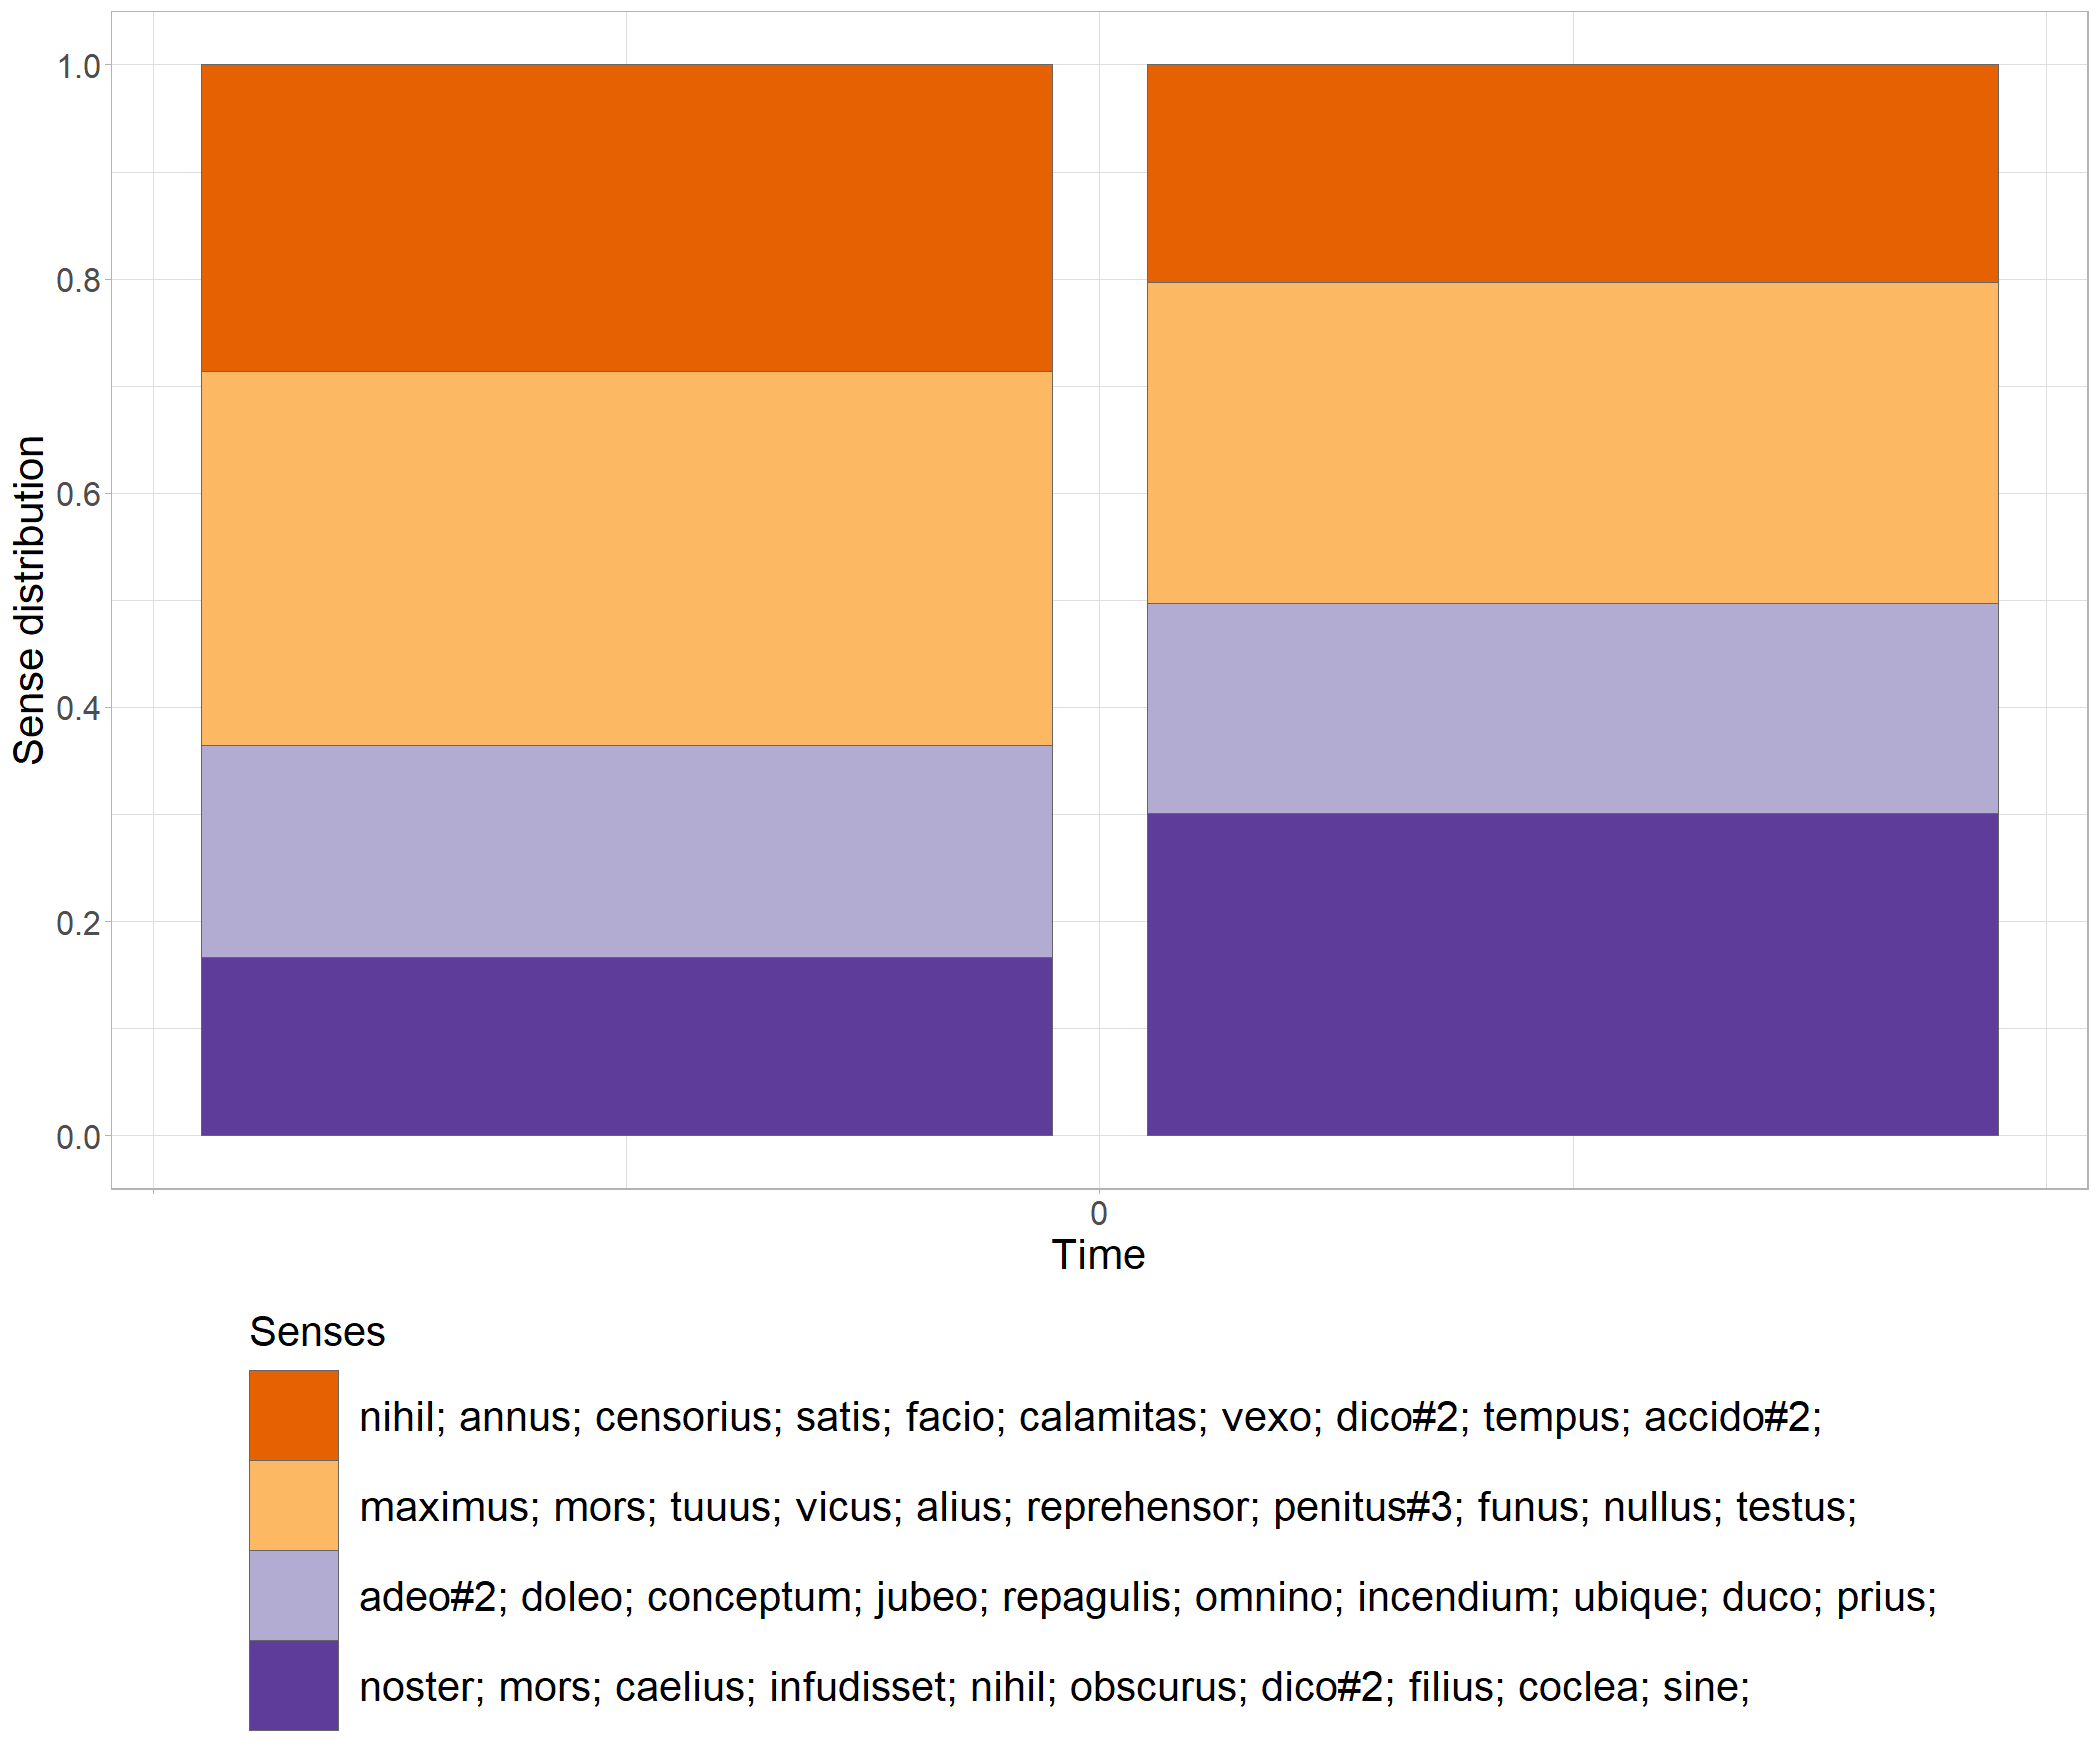 1.0
0.8
0.6
0.4
0.2
0.0
Sense distribution
0
Time
Senses
nihil; annus; censorius; satis; facio; calamitas; vexo; dico#2; tempus; accido#2;
maximus; mors; tuuus; vicus; alius; reprehensor; penitus#3; funus; nullus; testus;
adeo#2; doleo; conceptum; jubeo; repagulis; omnino; incendium; ubique; duco; prius;
noster; mors; caelius; infudisset; nihil; obscurus; dico#2; filius; coclea; sine;